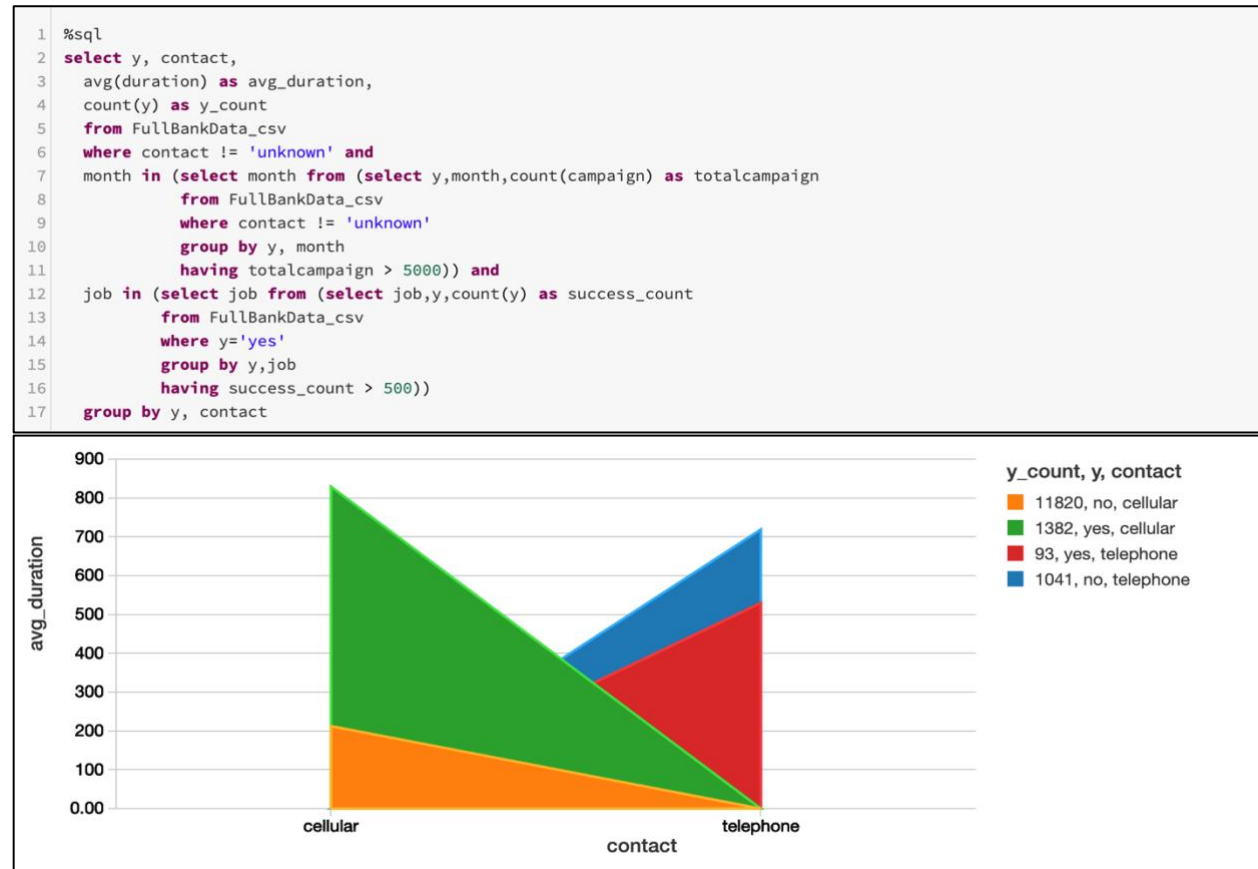 1 %sql
2 select y, contact,
3 avg(duration) as avg_duration,
4 count(y) as y_count
5 from FullBankData_csv
6 where contact != 'unknown' and
7 month in (select month from (select y,month,count(campaign) as totalcampaign
8 from FullBankData_csv
9 where contact != 'unknown'
10 group by y, month
11 having totalcampaign > 5000)) and
12 job in (select job from (select job,y,count(y) as success_count
13 from FullBankData_csv
14 where y='yes'
15 group by y,job
16 having success_count > 500))
17 group by y, contact
900
800
700
600
500
400
300
200
100
0.00
avg_duration
cellular
telephone
contact
y_count, y, contact
11820, no, cellular
1382, yes, cellular
93, yes, telephone
1041, no, telephone